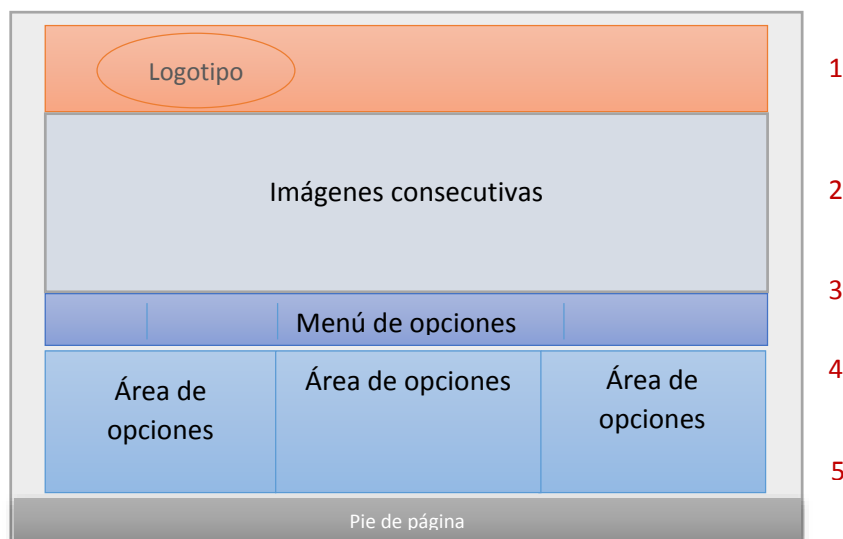 Logotipo
1
Imágenes consecutivas
2
3
Menú de opciones
4
Área de
opciones
Área de opciones
Área de
opciones
5
Pie de página